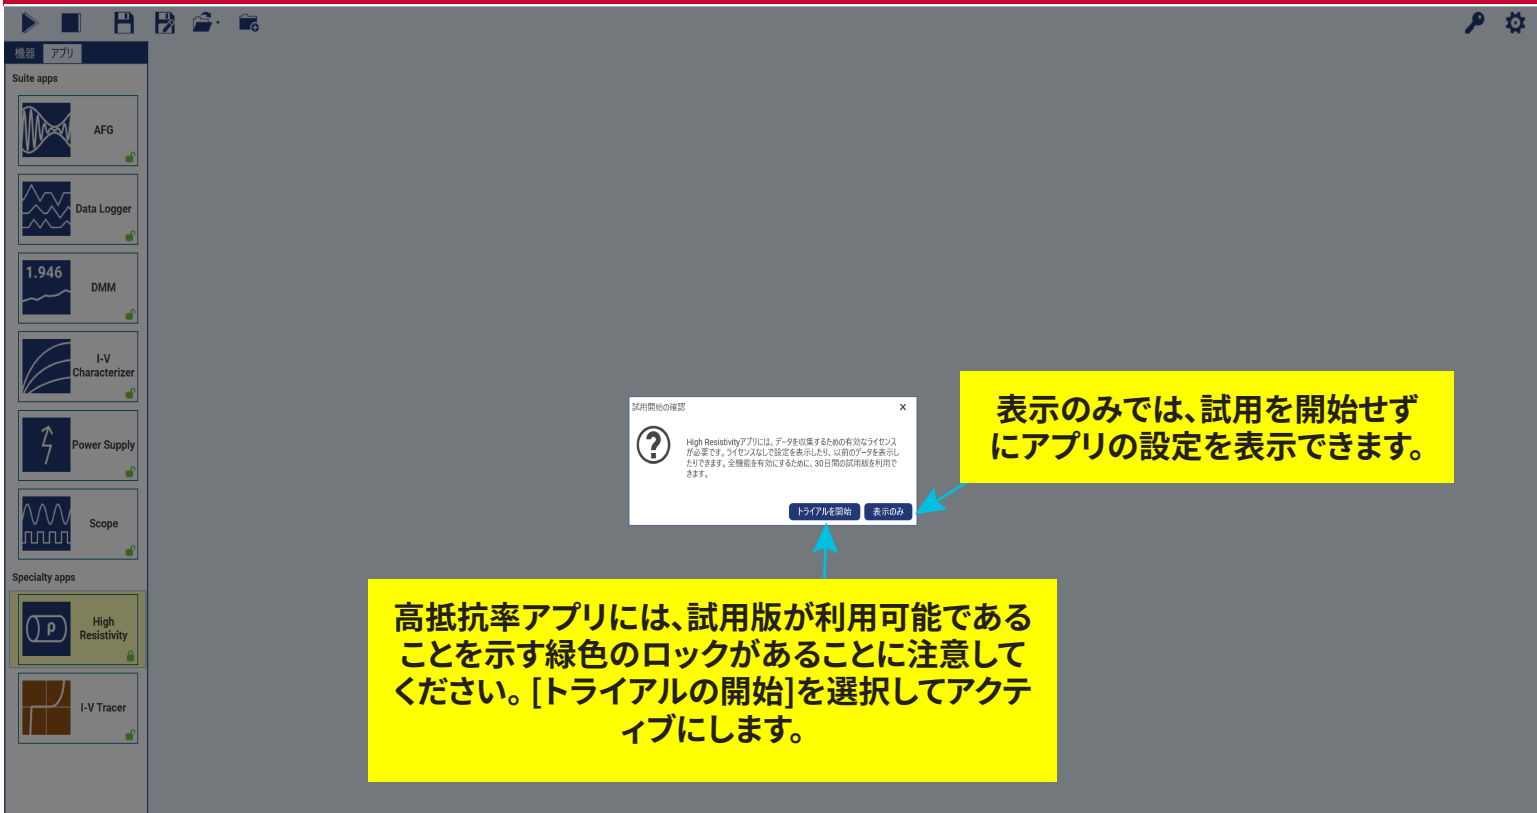 機器 アプリ
Suite apps
AFG
Data Logger
1.946
DMM
I-V
Characterizer
Power Supply
Scope
Specialty apps
ρ
High
Resistivity
I-V Tracer
試用開始の確認
x
?
High Resistivityアプリには、データを収集するための有効なライセンス
が必要です。ライセンスなしで設定を表示したり、以前のデータを表示し
たりできます。全機能を有効にするために、30日間の試用版を利用で
きます。
トライアルを開始 表示のみ
表示のみでは、試用を開始せず
にアプリの設定を表示できます。
高抵抗率アプリには、試用版が利用可能である
ことを示す緑色のロックがあることに注意して
ください。[トライアルの開始]を選択してアクテ
ィブにします。